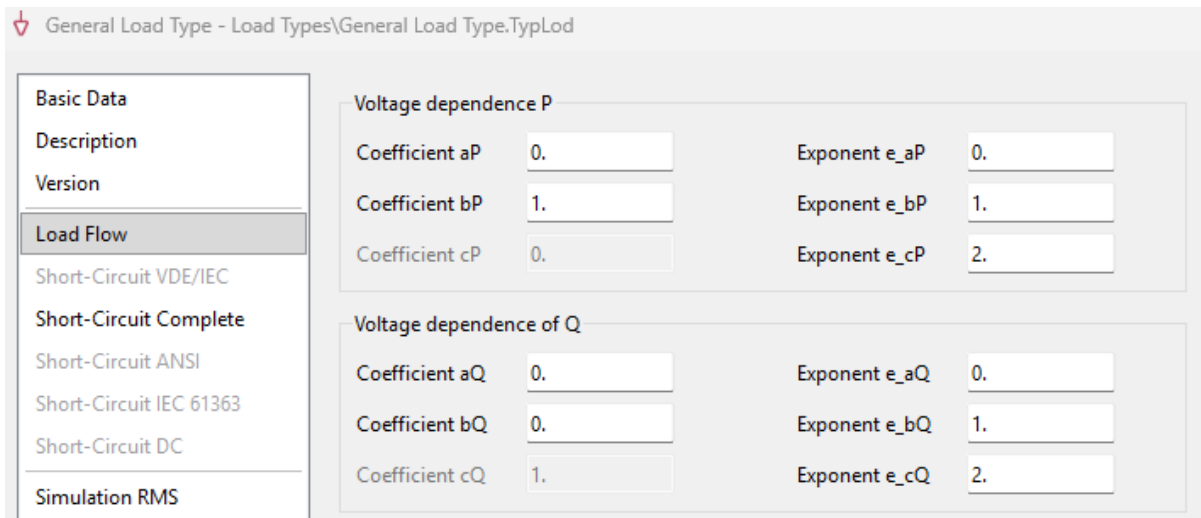 General Load Type - Load Types\General Load Type.TypLod
Basic Data
Description
Version
Load Flow
Short-Circuit VDE/IEC
Short-Circuit Complete
Short-Circuit ANSI
Short-Circuit IEC 61363
Short-Circuit DC
Simulation RMS
Voltage dependence P
Coefficient aP 0. Exponent e_aP 0.
Coefficient bP 1. Exponent e_bP 1.
Coefficient cP 0. Exponent e_cP 2.
Voltage dependence of Q
Coefficient aQ 0. Exponent e_aQ 0.
Coefficient bQ 0. Exponent e_bQ 1.
Coefficient cQ 1. Exponent e_cQ 2.